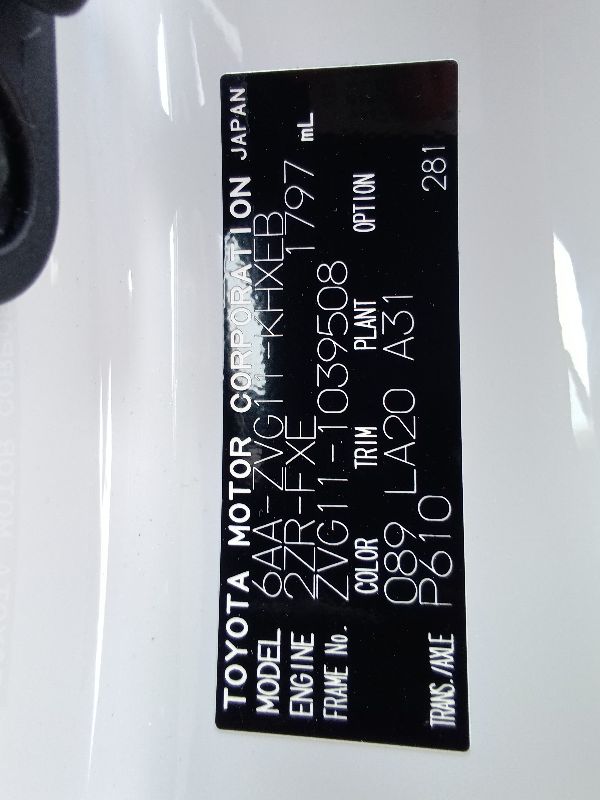 TOYOTA MOTOR CORPORATION JAPAN
MODEL 6AA-ZVG11-KHXEB
ENGINE 2ZR-FXE 1797 mL
FRAME No. ZVG11-1039508
COLOR TRIM PLANT OPTION
089 LA20 A31
TRANS./AXLE P610 281